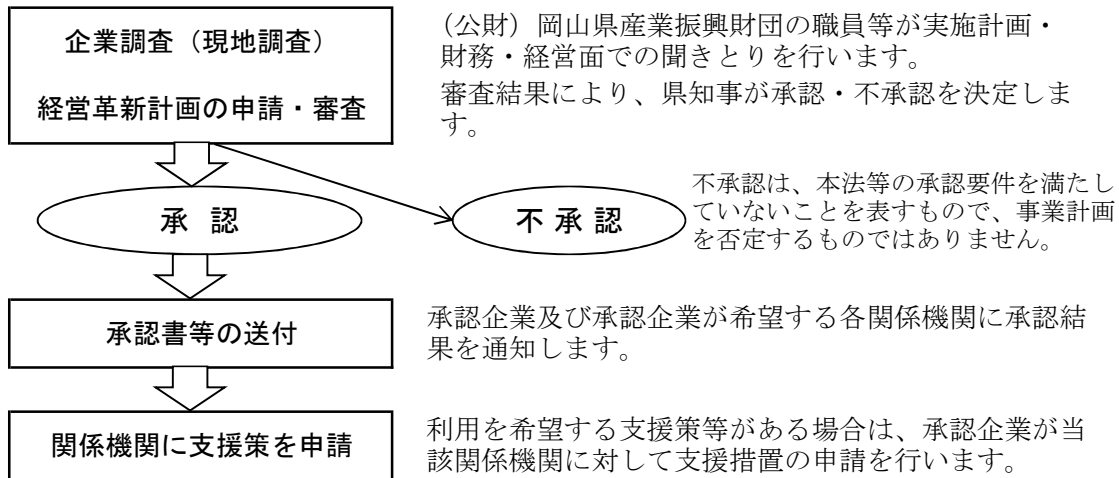 企業調査（現地調査）
経営革新計画の申請・審査
（公財）岡山県産業振興財団の職員等が実施計画・
財務・経営面での聞きとりを行います。
審査結果により、県知事が承認・不承認を決定しま
す。
承 認
不 承 認
不承認は、本法等の承認要件を満たし
ていないことを表すもので、事業計画
を否定するものではありません。
承認書等の送付
承認企業及び承認企業が希望する各関係機関に承認結
果を通知します。
関係機関に支援策を申請
利用を希望する支援策等がある場合は、承認企業が当
該関係機関に対して支援措置の申請を行います。